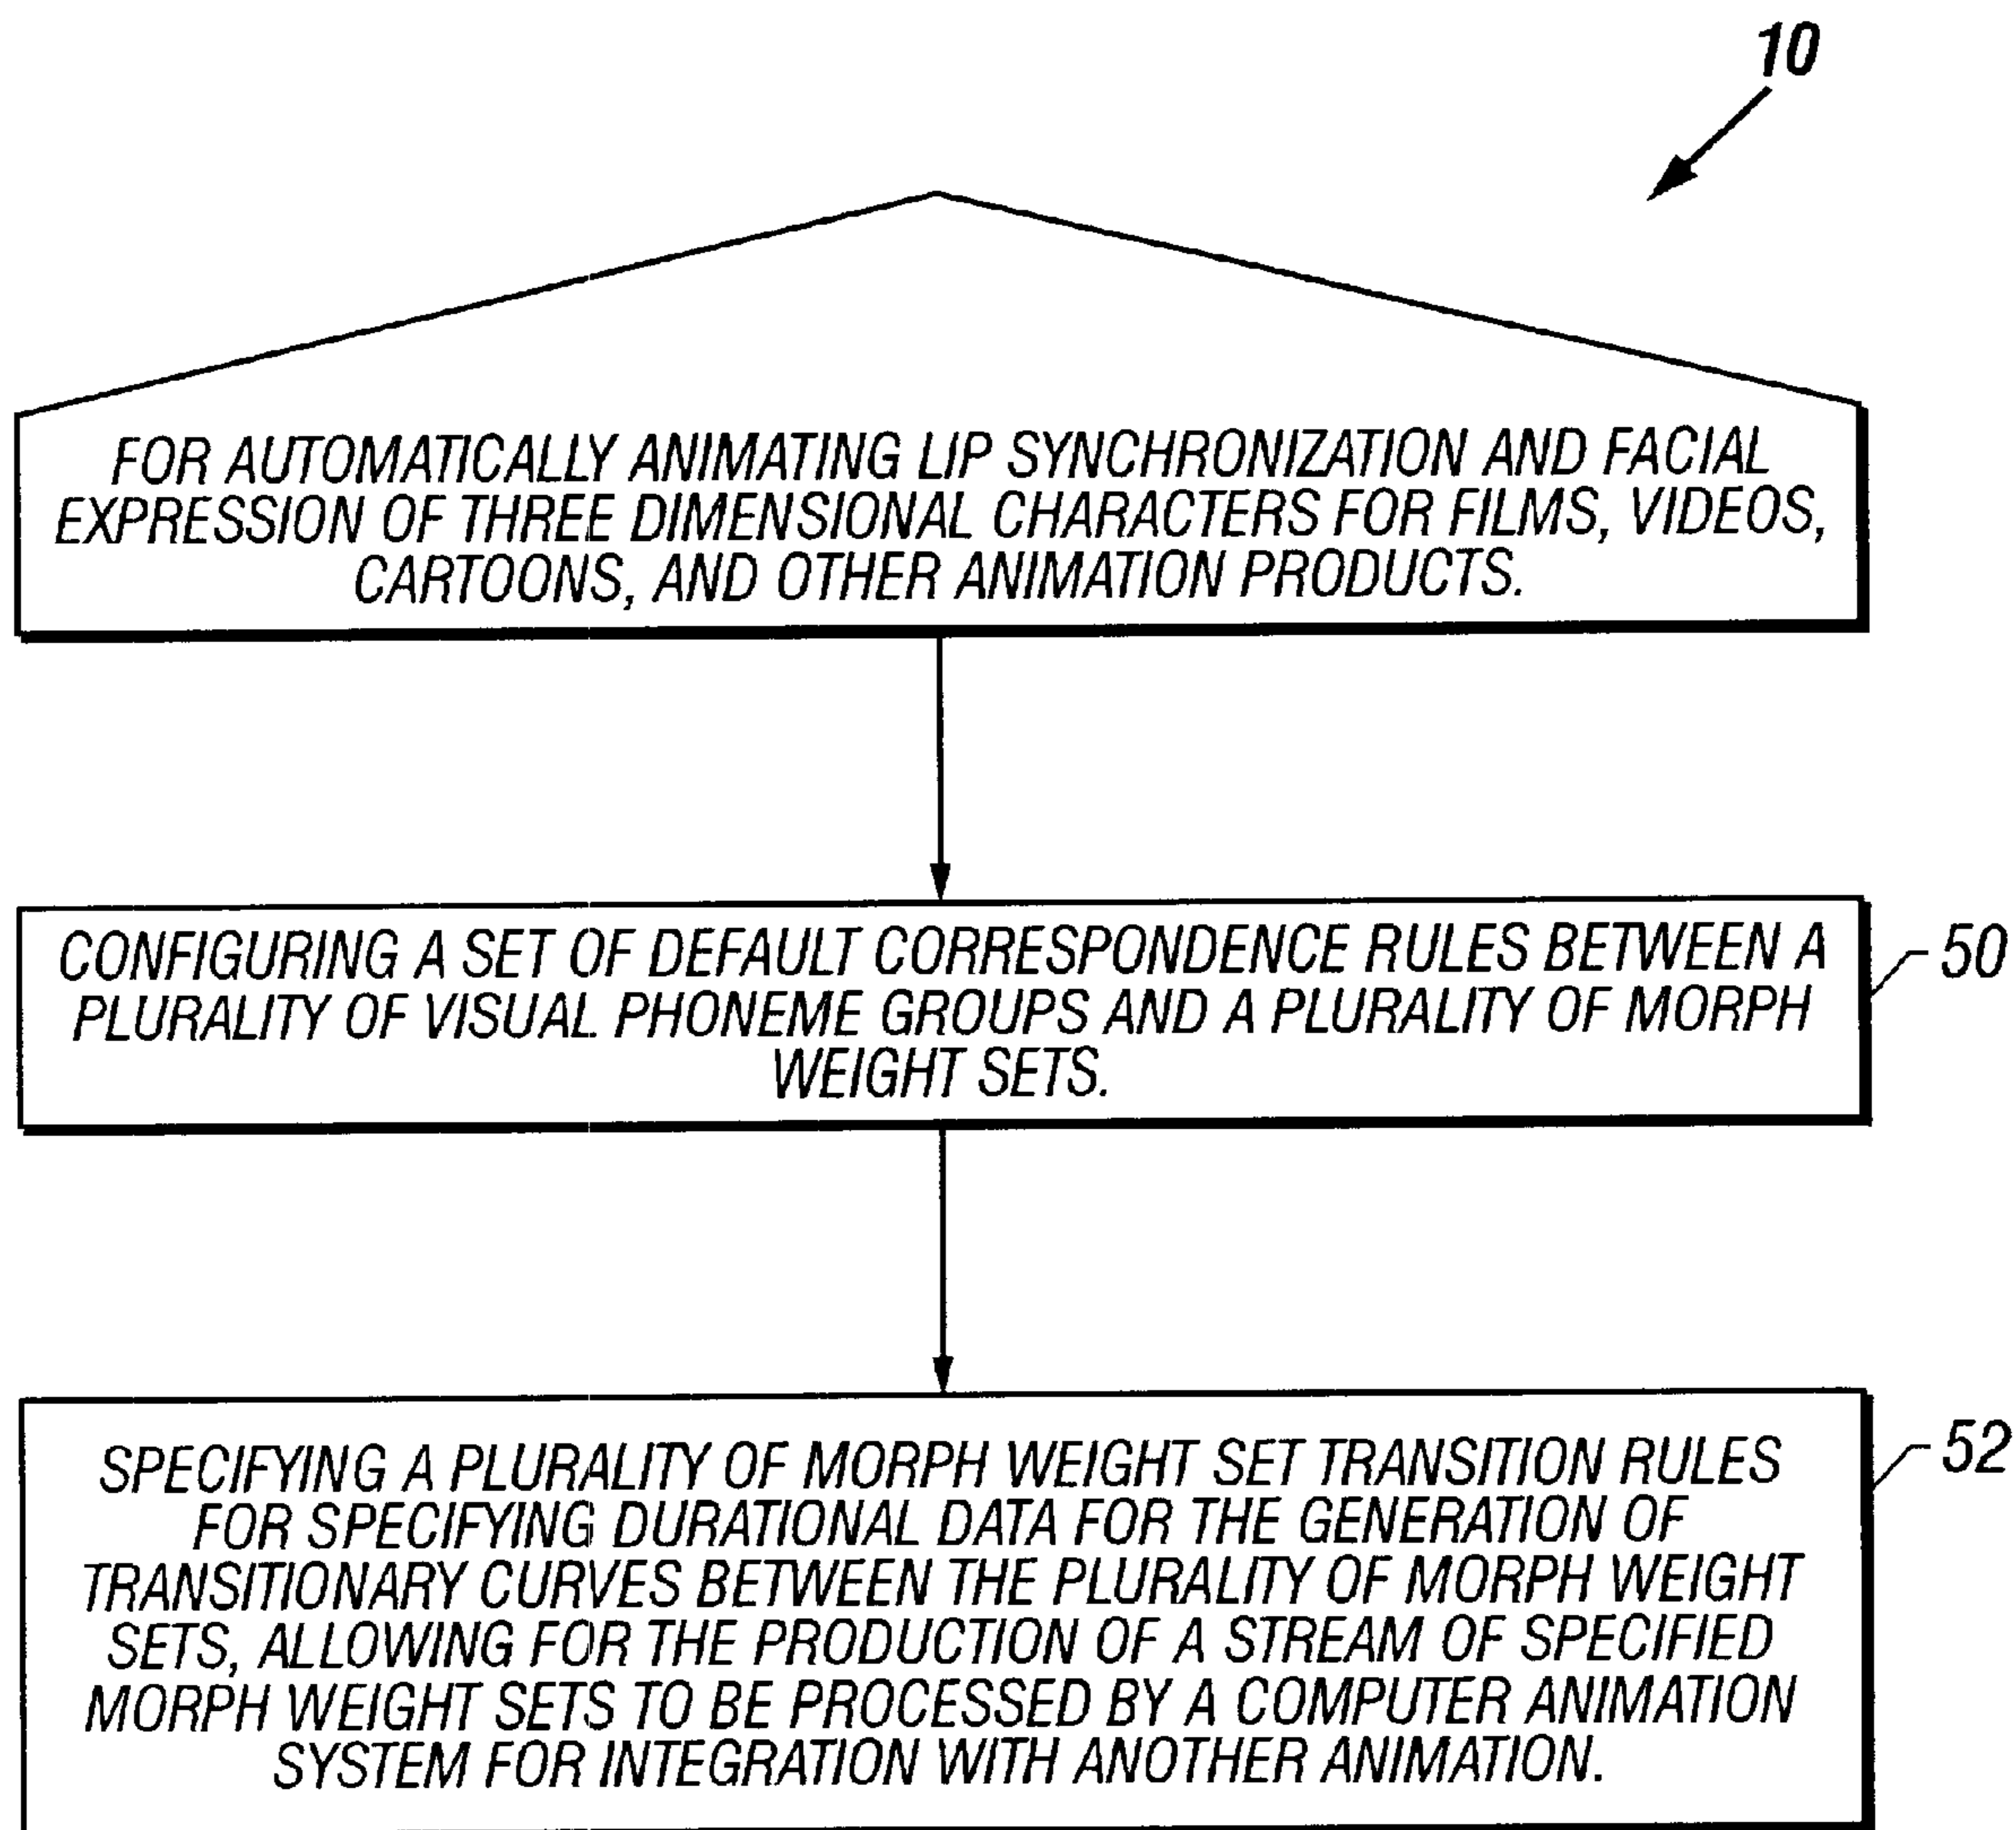 10
FOR AUTOMATICALLY ANIMATING LIP SYNCHRONIZATION AND FACIAL
EXPRESSION OF THREE DIMENSIONAL CHARACTERS FOR FILMS, VIDEOS,
CARTOONS, AND OTHER ANIMATION PRODUCTS.
CONFIGURING A SET OF DEFAULT CORRESPONDENCE RULES BETWEEN A
PLURALITY OF VISUAL PHONEME GROUPS AND A PLURALITY OF MORPH
WEIGHT SETS.
50
SPECIFYING A PLURALITY OF MORPH WEIGHT SET TRANSITION RULES
FOR SPECIFYING DURATIONAL DATA FOR THE GENERATION OF
TRANSITIONARY CURVES BETWEEN THE PLURALITY OF MORPH WEIGHT
SETS, ALLOWING FOR THE PRODUCTION OF A STREAM OF SPECIFIED
MORPH WEIGHT SETS TO BE PROCESSED BY A COMPUTER ANIMATION
SYSTEM FOR INTEGRATION WITH ANOTHER ANIMATION.
52